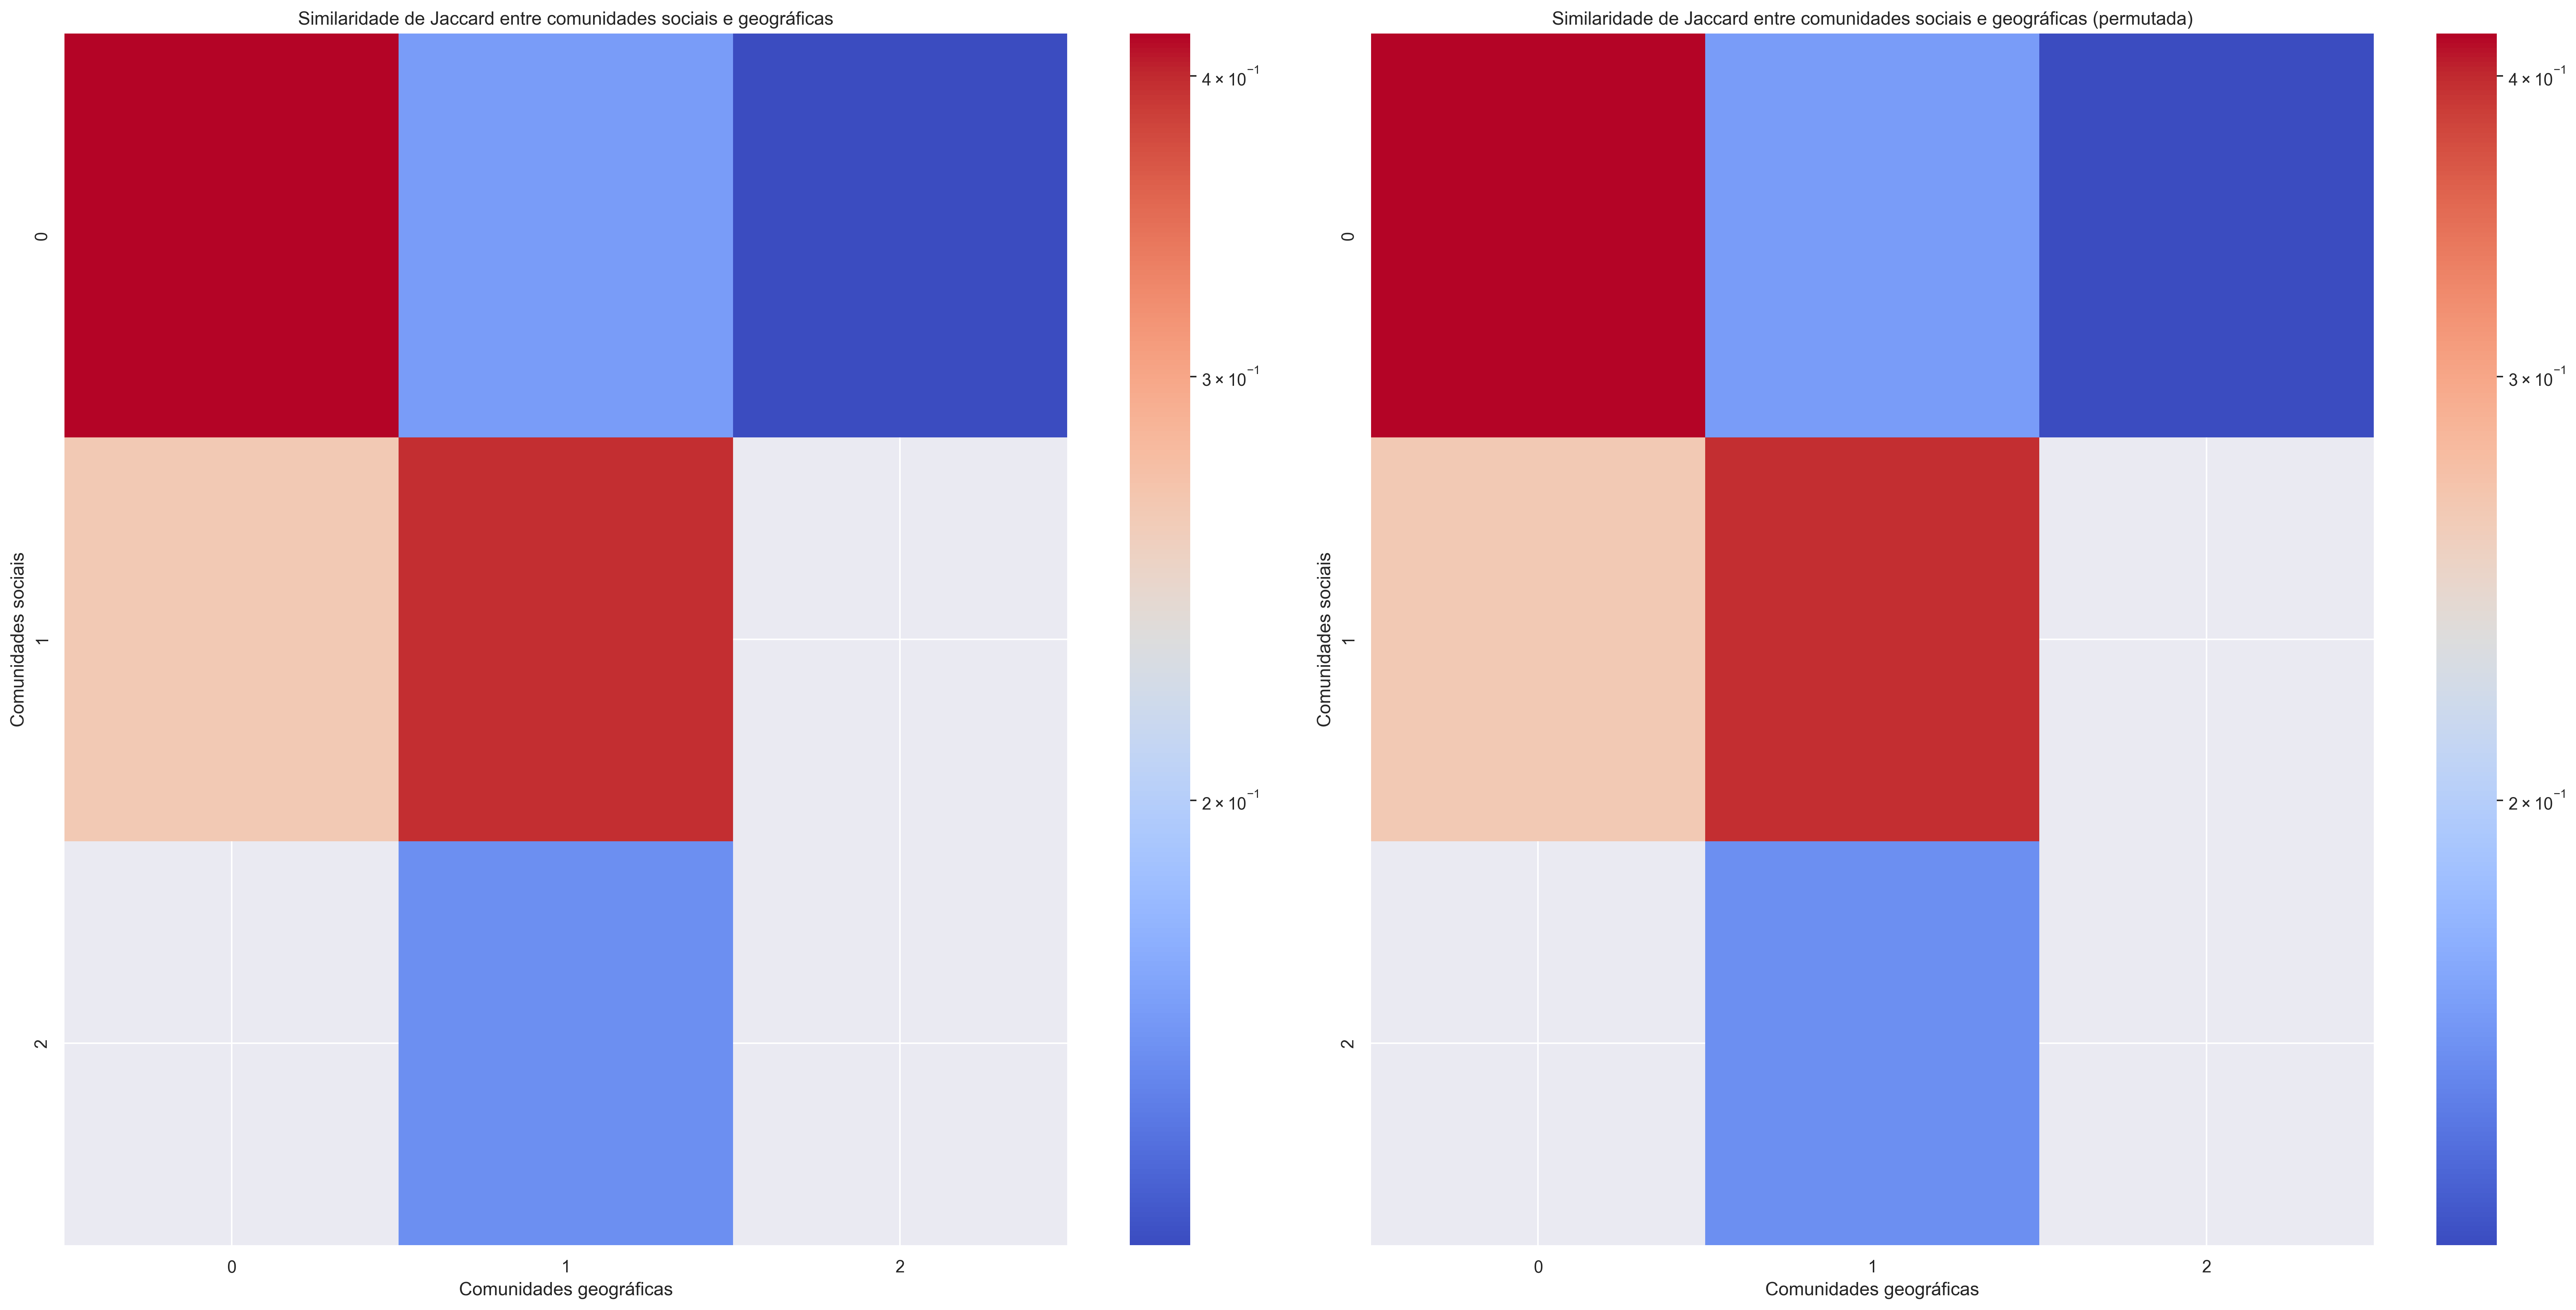 Similaridade de Jaccard entre comunidades sociais e geográficas
4 × 10⁻¹
3 × 10⁻¹
2 × 10⁻¹
0
1
2
Comunidades sociais
0
1
2
Comunidades geográficas
Similaridade de Jaccard entre comunidades sociais e geográficas (permutada)
4 × 10⁻¹
3 × 10⁻¹
2 × 10⁻¹
0
1
2
Comunidades sociais
0
1
2
Comunidades geográficas